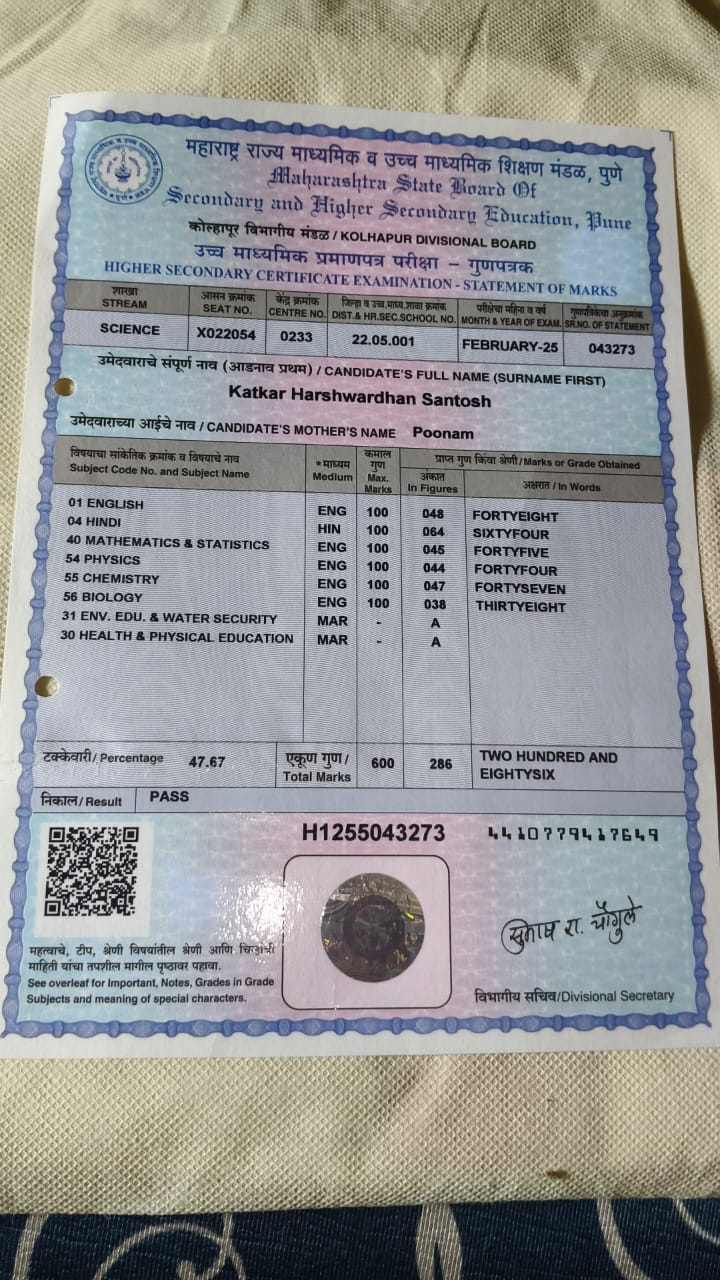 महाराष्ट्र राज्य माध्यमिक व उच्च माध्यमिक शिक्षण मंडळ, पुणे
Maharashtra State Board Of
Secondary and Higher Secondary Education, Pune
कोल्हापूर विभागीय मंडळ / KOLHAPUR DIVISIONAL BOARD
उच्च माध्यमिक प्रमाणपत्र परीक्षा – गुणपत्रक
HIGHER SECONDARY CERTIFICATE EXAMINATION - STATEMENT OF MARKS
शाखा आसन क्रमांक केंद्र क्रमांक जिल्हा व उच्च.माध्य.शाळा क्रमांक परीक्षेचा महिना व वर्ष गुणपत्रिकेचा अनुक्रमांक
STREAM SEAT NO. CENTRE NO. DIST.& HR.SEC.SCHOOL NO. MONTH & YEAR OF EXAM. SR.NO. OF STATEMENT
SCIENCE X022054 0233 22.05.001 FEBRUARY-25 043273
उमेदवाराचे संपूर्ण नाव (आडनाव प्रथम) / CANDIDATE'S FULL NAME (SURNAME FIRST)
Katkar Harshwardhan Santosh
उमेदवाराच्या आईचे नाव / CANDIDATE'S MOTHER'S NAME Poonam
विषयाचा सांकेतिक क्रमांक व विषयाचे नाव *माध्यम कमाल गुण प्राप्त गुण किंवा श्रेणी/Marks or Grade Obtained
Subject Code No. and Subject Name Medium Max. Marks अंकात In Figures अक्षरात / In Words
01 ENGLISH ENG 100 048 FORTYEIGHT
04 HINDI HIN 100 064 SIXTYFOUR
40 MATHEMATICS & STATISTICS ENG 100 045 FORTYFIVE
54 PHYSICS ENG 100 044 FORTYFOUR
55 CHEMISTRY ENG 100 047 FORTYSEVEN
56 BIOLOGY ENG 100 038 THIRTYEIGHT
31 ENV. EDU. & WATER SECURITY MAR - A
30 HEALTH & PHYSICAL EDUCATION MAR - A
टक्केवारी/ Percentage 47.67 एकूण गुण/ Total Marks 600 286 TWO HUNDRED AND
EIGHTYSIX
निकाल/ Result PASS
H1255043273 4410779417649
सुभाष रा. चौगुले
महत्वाचे, टीप, श्रेणी विषयांतील श्रेणी आणि चिन्हांची
माहिती यांचा तपशील मागील पृष्ठावर पहावा.
See overleaf for Important, Notes, Grades in Grade
Subjects and meaning of special characters.
विभागीय सचिव/Divisional Secretary